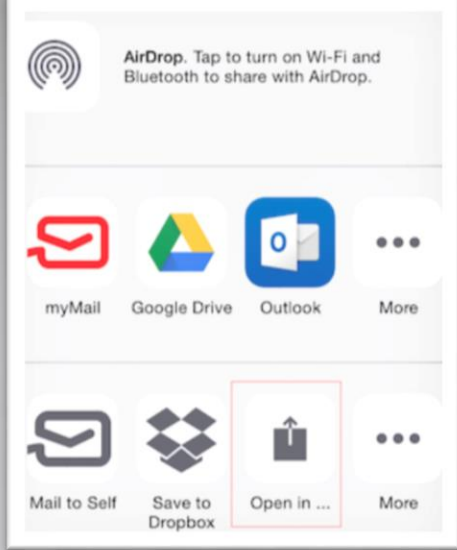 AirDrop. Tap to turn on Wi-Fi and
Bluetooth to share with AirDrop.
myMail
Google Drive
Outlook
More
Mail to Self
Save to
Dropbox
Open in ...
More